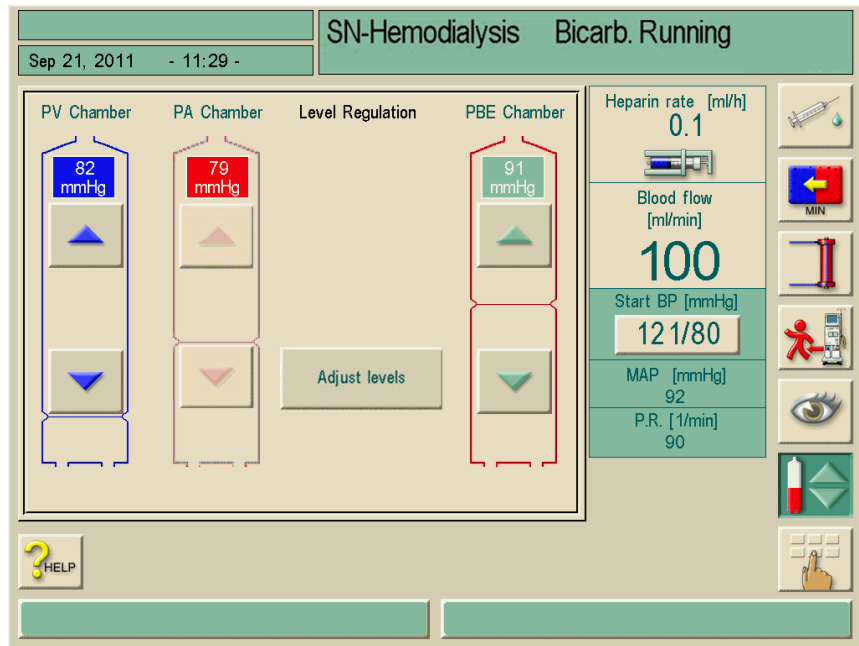 SN-Hemodialysis Bicarb. Running
Sep 21, 2011 - 11:29 -
PV Chamber PA Chamber Level Regulation PBE Chamber
82
mmHg
79
mmHg
91
mmHg
Adjust levels
Heparin rate [ml/h]
0.1
Blood flow
[ml/min]
100
Start BP [mmHg]
121/80
MAP [mmHg]
92
P.R. [1/min]
90
MIN
HELP